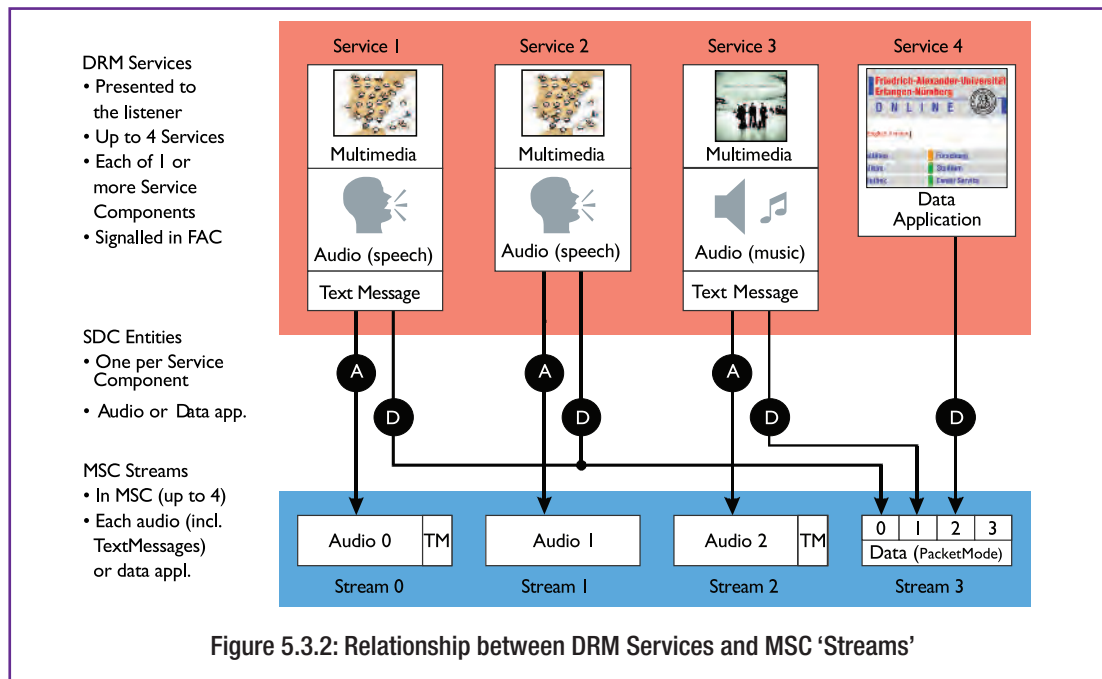 DRM Services
• Presented to
the listener
• Up to 4 Services
• Each of 1 or
more Service
Components
• Signalled in FAC
SDC Entities
• One per Service
Component
• Audio or Data app.
MSC Streams
• In MSC (up to 4)
• Each audio (incl.
TextMessages)
or data appl.
Service 1
Multimedia
Audio (speech)
Text Message
Service 2
Multimedia
Audio (speech)
Service 3
Multimedia
Audio (music)
Text Message
Service 4
Friedrich-Alexander-Universität
Erlangen-Nürnberg
ONLINE
Forschung
Studium
Data
Application
A
D
A
D
A
D
D
Audio 0
TM
Stream 0
Audio 1
Stream 1
Audio 2
TM
Stream 2
0 1 2 3
Data (PacketMode)
Stream 3
Figure 5.3.2: Relationship between DRM Services and MSC ‘Streams’